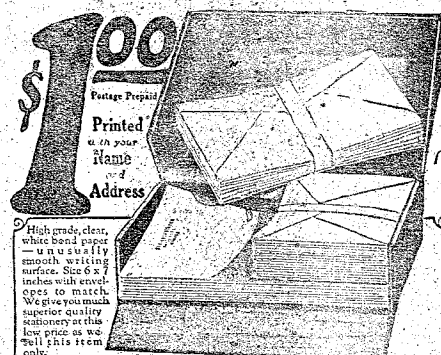 $1.00
Postage Prepaid
Printed
with your
Name
and
Address
High grade, clear,
white bond paper
—unusually
smooth writing
surface. Size 6 x 7
inches with envel-
opes to match.
We give you much
superior quality
stationery at this
low price as we
sell this item
only.